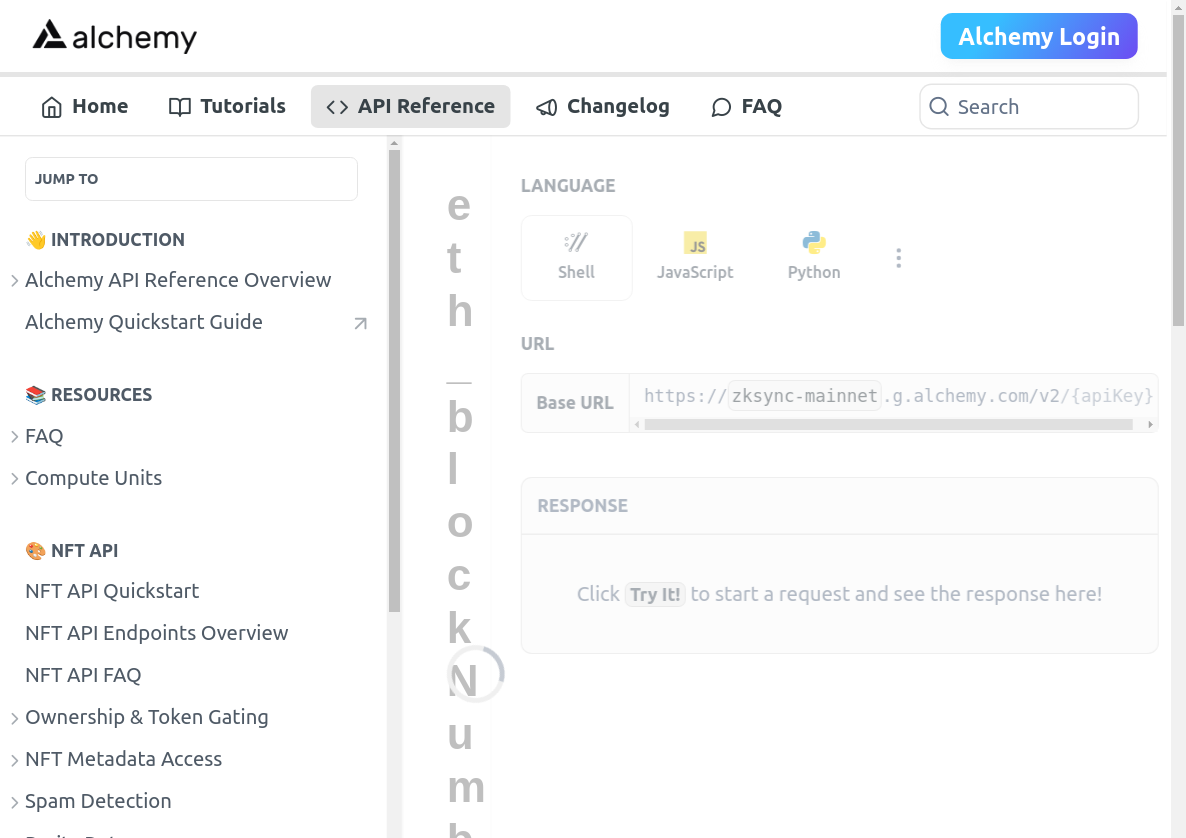 alchemy
Alchemy Login
Home
Tutorials
API Reference
Changelog
FAQ
Search
JUMP TO
👋 INTRODUCTION
Alchemy API Reference Overview
Alchemy Quickstart Guide
📚 RESOURCES
FAQ
Compute Units
🎨 NFT API
NFT API Quickstart
NFT API Endpoints Overview
NFT API FAQ
Ownership & Token Gating
NFT Metadata Access
Spam Detection
e
t
h
_
b
l
o
c
k
N
u
m
b
LANGUAGE
Shell
JS
JavaScript
Python
URL
Base URL
https://zksync-mainnet.g.alchemy.com/v2/{apiKey}
RESPONSE
Click Try It! to start a request and see the response here!